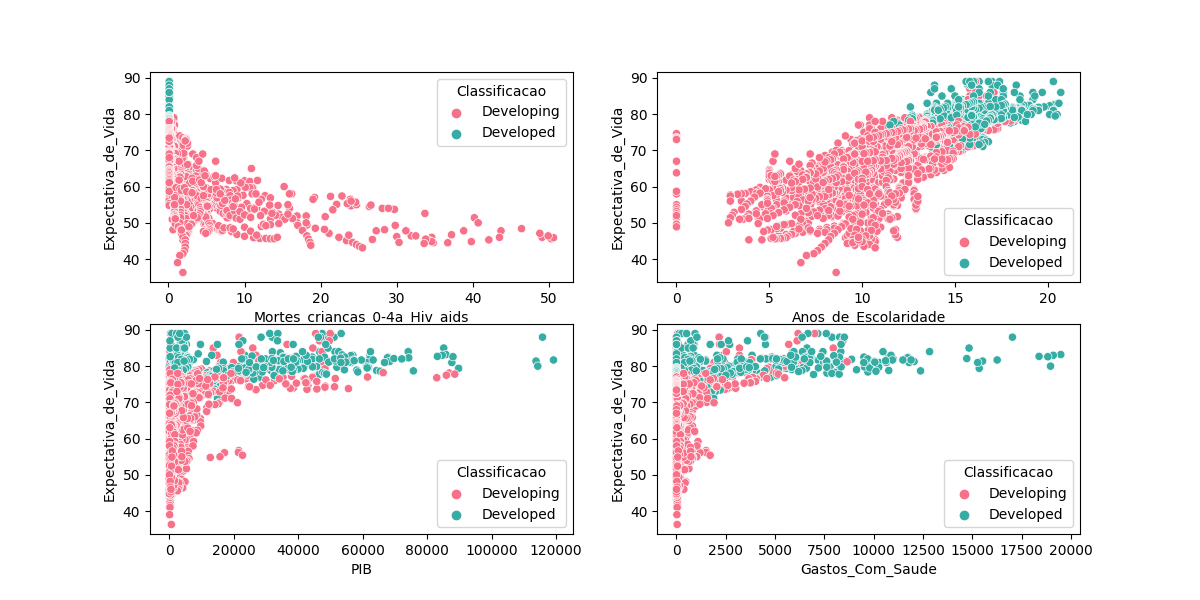 90
80
70
60
50
40
Expectativa_de_Vida
Classificacao
Developing
Developed
0 10 20 30 40 50
Mortes_criancas_0-4a_Hiv_aids
90
80
70
60
50
40
Expectativa_de_Vida
Classificacao
Developing
Developed
0 5 10 15 20
Anos_de_Escolaridade
90
80
70
60
50
40
Expectativa_de_Vida
Classificacao
Developing
Developed
0 20000 40000 60000 80000 100000 120000
PIB
90
80
70
60
50
40
Expectativa_de_Vida
Classificacao
Developing
Developed
0 2500 5000 7500 10000 12500 15000 17500 20000
Gastos_Com_Saude